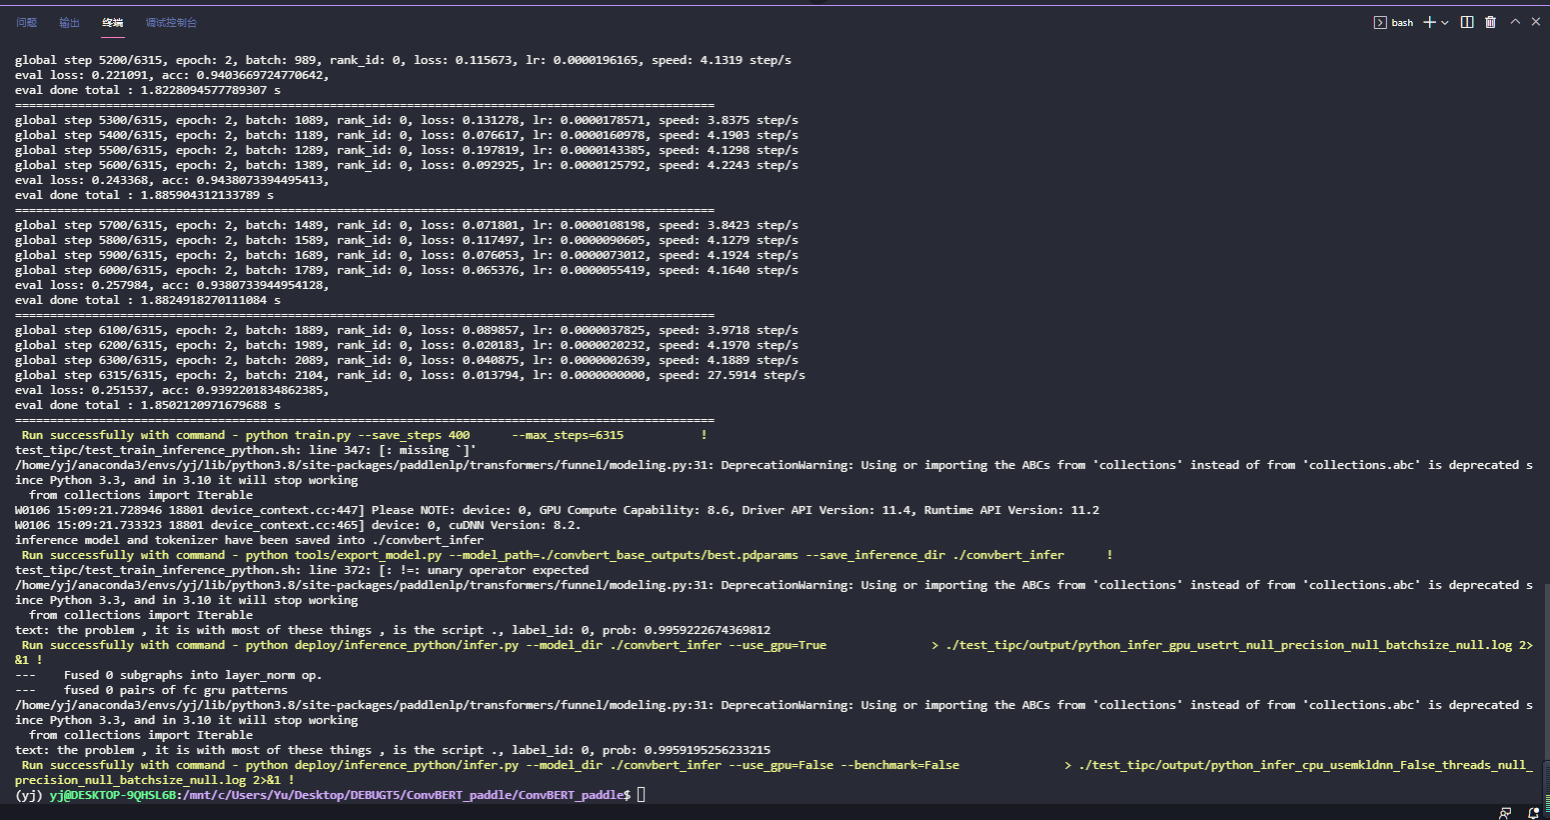 问题 输出 终端 调试控制台 bash
global step 5200/6315, epoch: 2, batch: 989, rank_id: 0, loss: 0.115673, lr: 0.0000196165, speed: 4.1319 step/s
eval loss: 0.221091, acc: 0.9403669724770642,
eval done total : 1.8228094577789307 s
====================================================================================================
global step 5300/6315, epoch: 2, batch: 1089, rank_id: 0, loss: 0.131278, lr: 0.0000178571, speed: 3.8375 step/s
global step 5400/6315, epoch: 2, batch: 1189, rank_id: 0, loss: 0.076617, lr: 0.0000160978, speed: 4.1903 step/s
global step 5500/6315, epoch: 2, batch: 1289, rank_id: 0, loss: 0.197819, lr: 0.0000143385, speed: 4.1298 step/s
global step 5600/6315, epoch: 2, batch: 1389, rank_id: 0, loss: 0.092925, lr: 0.0000125792, speed: 4.2243 step/s
eval loss: 0.243368, acc: 0.9438073394495413,
eval done total : 1.885904312133789 s
====================================================================================================
global step 5700/6315, epoch: 2, batch: 1489, rank_id: 0, loss: 0.071801, lr: 0.0000108198, speed: 3.8423 step/s
global step 5800/6315, epoch: 2, batch: 1589, rank_id: 0, loss: 0.117497, lr: 0.0000090605, speed: 4.1279 step/s
global step 5900/6315, epoch: 2, batch: 1689, rank_id: 0, loss: 0.076053, lr: 0.0000073012, speed: 4.1924 step/s
global step 6000/6315, epoch: 2, batch: 1789, rank_id: 0, loss: 0.065376, lr: 0.0000055419, speed: 4.1640 step/s
eval loss: 0.257984, acc: 0.9380733944954128,
eval done total : 1.8824918270111084 s
====================================================================================================
global step 6100/6315, epoch: 2, batch: 1889, rank_id: 0, loss: 0.089857, lr: 0.0000037825, speed: 3.9718 step/s
global step 6200/6315, epoch: 2, batch: 1989, rank_id: 0, loss: 0.020183, lr: 0.0000020232, speed: 4.1970 step/s
global step 6300/6315, epoch: 2, batch: 2089, rank_id: 0, loss: 0.040875, lr: 0.0000002639, speed: 4.1889 step/s
global step 6315/6315, epoch: 2, batch: 2104, rank_id: 0, loss: 0.013794, lr: 0.0000000000, speed: 27.5914 step/s
eval loss: 0.251537, acc: 0.9392201834862385,
eval done total : 1.8502120971679688 s
====================================================================================================
Run successfully with command - python train.py --save_steps 400 --max_steps=6315 !
test_tipc/test_train_inference_python.sh: line 347: [: missing `]'
/home/yj/anaconda3/envs/yj/lib/python3.8/site-packages/paddlenlp/transformers/funnel/modeling.py:31: DeprecationWarning: Using or importing the ABCs from 'collections' instead of from 'collections.abc' is deprecated s
ince Python 3.3, and in 3.10 it will stop working
from collections import Iterable
W0106 15:09:21.728946 18801 device_context.cc:447] Please NOTE: device: 0, GPU Compute Capability: 8.6, Driver API Version: 11.4, Runtime API Version: 11.2
W0106 15:09:21.733323 18801 device_context.cc:465] device: 0, cuDNN Version: 8.2.
inference model and tokenizer have been saved into ./convbert_infer
Run successfully with command - python tools/export_model.py --model_path=./convbert_base_outputs/best.pdparams --save_inference_dir ./convbert_infer !
test_tipc/test_train_inference_python.sh: line 372: [: !=: unary operator expected
/home/yj/anaconda3/envs/yj/lib/python3.8/site-packages/paddlenlp/transformers/funnel/modeling.py:31: DeprecationWarning: Using or importing the ABCs from 'collections' instead of from 'collections.abc' is deprecated s
ince Python 3.3, and in 3.10 it will stop working
from collections import Iterable
text: the problem , it is with most of these things , is the script ., label_id: 0, prob: 0.9959222674369812
Run successfully with command - python deploy/inference_python/infer.py --model_dir ./convbert_infer --use_gpu=True > ./test_tipc/output/python_infer_gpu_usetrt_null_precision_null_batchsize_null.log 2>
&1 !
--- Fused 0 subgraphs into layer_norm op.
--- fused 0 pairs of fc gru patterns
/home/yj/anaconda3/envs/yj/lib/python3.8/site-packages/paddlenlp/transformers/funnel/modeling.py:31: DeprecationWarning: Using or importing the ABCs from 'collections' instead of from 'collections.abc' is deprecated s
ince Python 3.3, and in 3.10 it will stop working
from collections import Iterable
text: the problem , it is with most of these things , is the script ., label_id: 0, prob: 0.9959195256233215
Run successfully with command - python deploy/inference_python/infer.py --model_dir ./convbert_infer --use_gpu=False --benchmark=False > ./test_tipc/output/python_infer_cpu_usemkldnn_False_threads_null_
precision_null_batchsize_null.log 2>&1 !
(yj) yj@DESKTOP-9QHSL6B:/mnt/c/Users/Yu/Desktop/DEBUGT5/ConvBERT_paddle/ConvBERT_paddle$